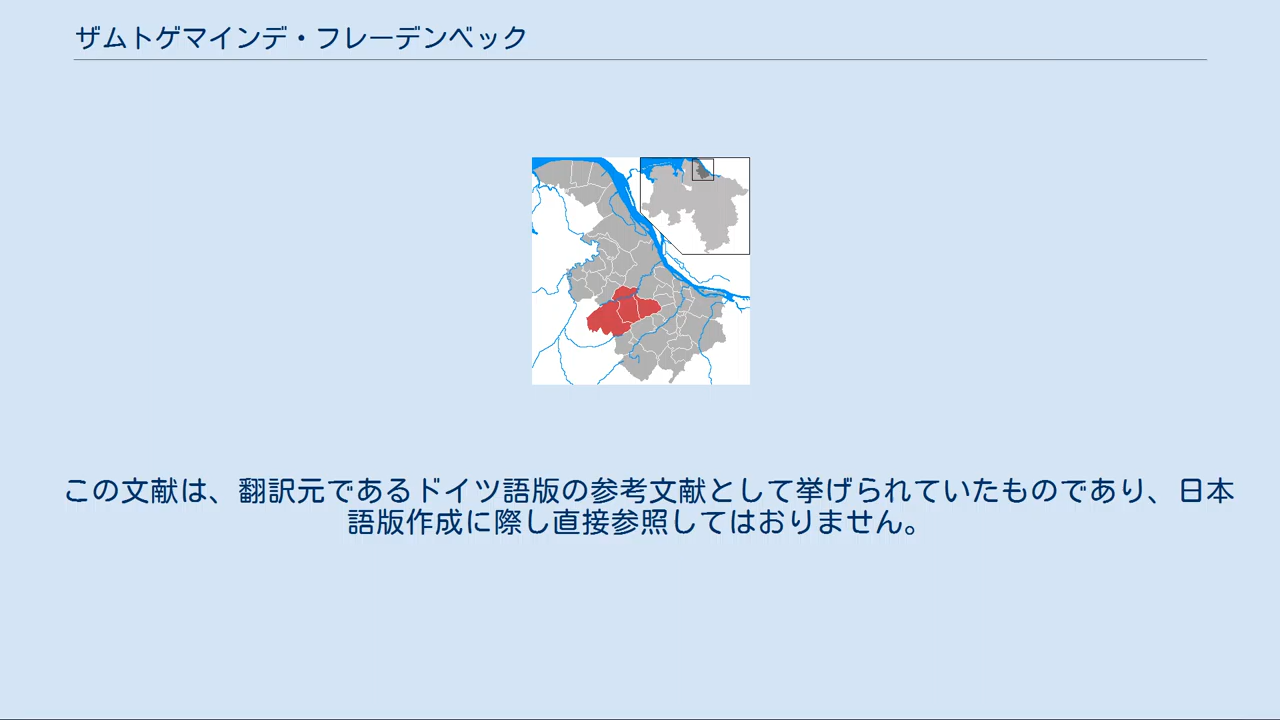 ザムトゲマインデ・フレーデンベック
この文献は、翻訳元であるドイツ語版の参考文献として挙げられていたものであり、日本
語版作成に際し直接参照してはおりません。